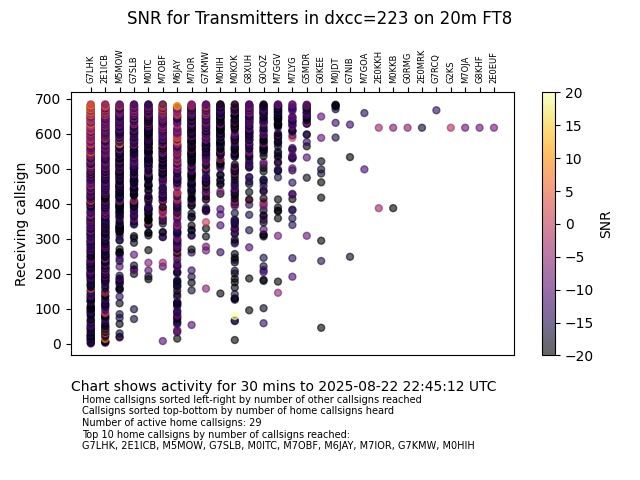 SNR for Transmitters in dxcc=223 on 20m FT8
G7LHK 2E1ICB M5MOW G7SLB M0ITC M7OBF M6JAY M7IOR G7KMW M0HIH M0KOK G8XUH G0CQZ M7GGV M7LYG G5MDR G0KEE M0JDT G7NIB M7GOA 2E0KKH M0KKB G0RMG 2E0MRK G7RCQ G2KS M7OJA G8KHF 2E0EUF
700
600
500
400
300
200
100
0
Receiving callsign
20
15
10
5
0
−5
−10
−15
−20
SNR
Chart shows activity for 30 mins to 2025-08-22 22:45:12 UTC
Home callsigns sorted left-right by number of other callsigns reached
Callsigns sorted top-bottom by number of home callsigns heard
Number of active home callsigns: 29
Top 10 home callsigns by number of callsigns reached:
G7LHK, 2E1ICB, M5MOW, G7SLB, M0ITC, M7OBF, M6JAY, M7IOR, G7KMW, M0HIH